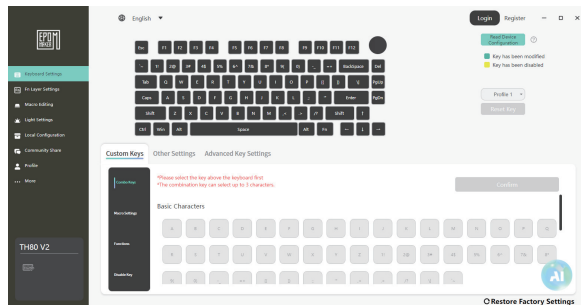 EPOM
MAKER
English
Login Register
Read Device
Configuration
Key has been modified
Key has been disabled
Profile 1
Reset Key
Keyboard Settings
Fn Layer Settings
Macro Editing
Light Settings
Local Configuration
Community Share
Profile
More
TH80 V2
Esc F1 F2 F3 F4 F5 F6 F7 F8 F9 F10 F11 F12
BackSpace Del
Tab Q W E R T Y U I O P PgUp
Caps A S D F G H J K L Enter PgDn
Shift Z X C V B N M Shift
Ctrl Win Alt Space Alt Fn
Custom Keys Other Settings Advanced Key Settings
Combo Keys
Macro Settings
Functions
Disable Key
*Please select the key above the keyboard first
*The combination key can select up to 3 characters.
Confirm
Basic Characters
A B C D E F G H I J K L M N O P Q
AI
Restore Factory Settings